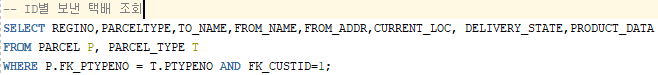 -- ID별 보낸 택배 조회
SELECT REGINO,PARCELTYPE,TO_NAME,FROM_NAME,FROM_ADDR,CURRENT_LOC, DELIVERY_STATE,PRODUCT_DATA
FROM PARCEL P, PARCEL_TYPE T
WHERE P.FK_PTYPENO = T.PTYPENO AND FK_CUSTID=1;